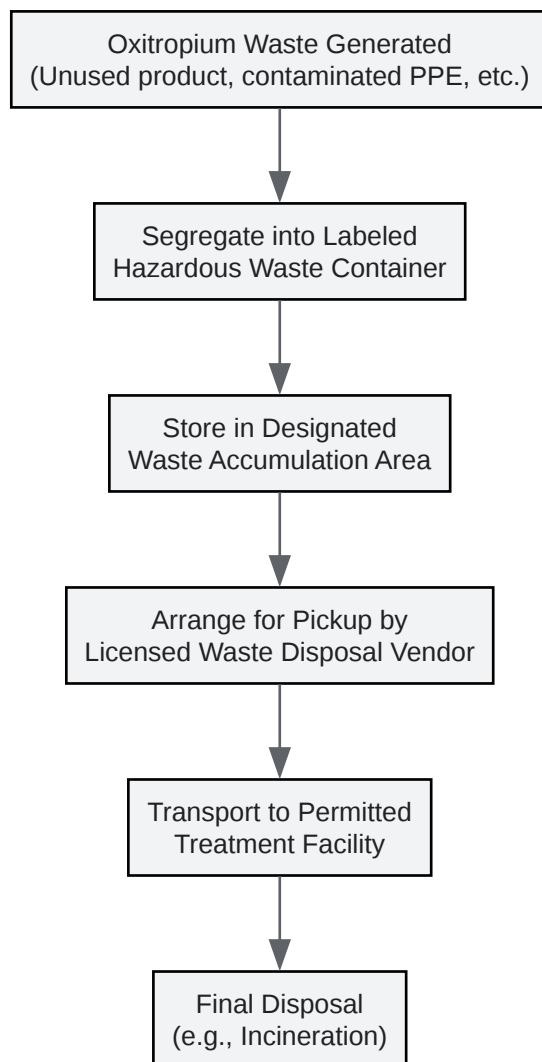 Oxitropium Waste Generated
(Unused product, contaminated PPE, etc.)
Segregate into Labeled
Hazardous Waste Container
Store in Designated
Waste Accumulation Area
Arrange for Pickup by
Licensed Waste Disposal Vendor
Transport to Permitted
Treatment Facility
Final Disposal
(e.g., Incineration)